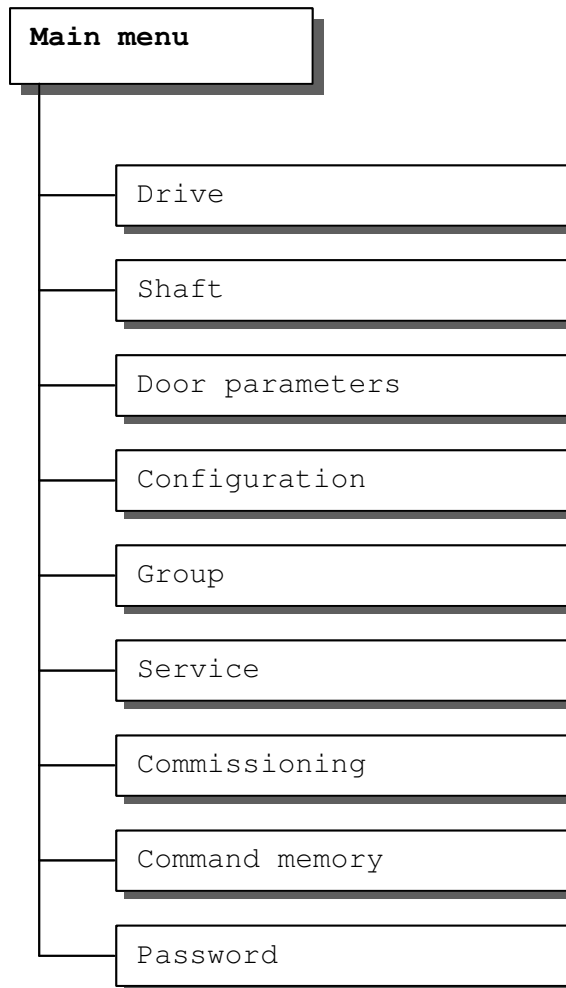 Main menu
Drive
Shaft
Door parameters
Configuration
Group
Service
Commissioning
Command memory
Password